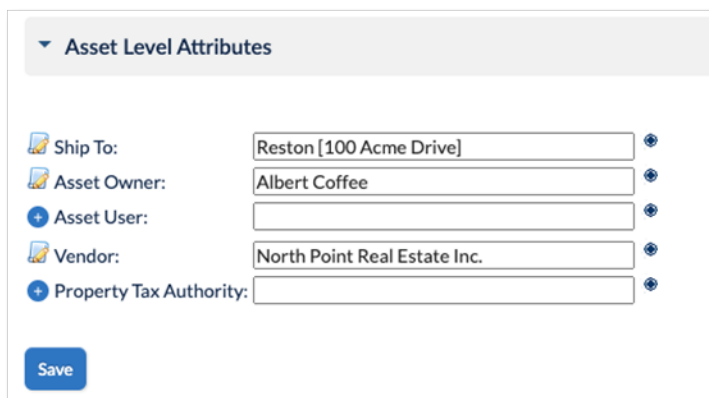 Asset Level Attributes
Ship To: Reston [100 Acme Drive]
Asset Owner: Albert Coffee
Asset User:
Vendor: North Point Real Estate Inc.
Property Tax Authority:
Save